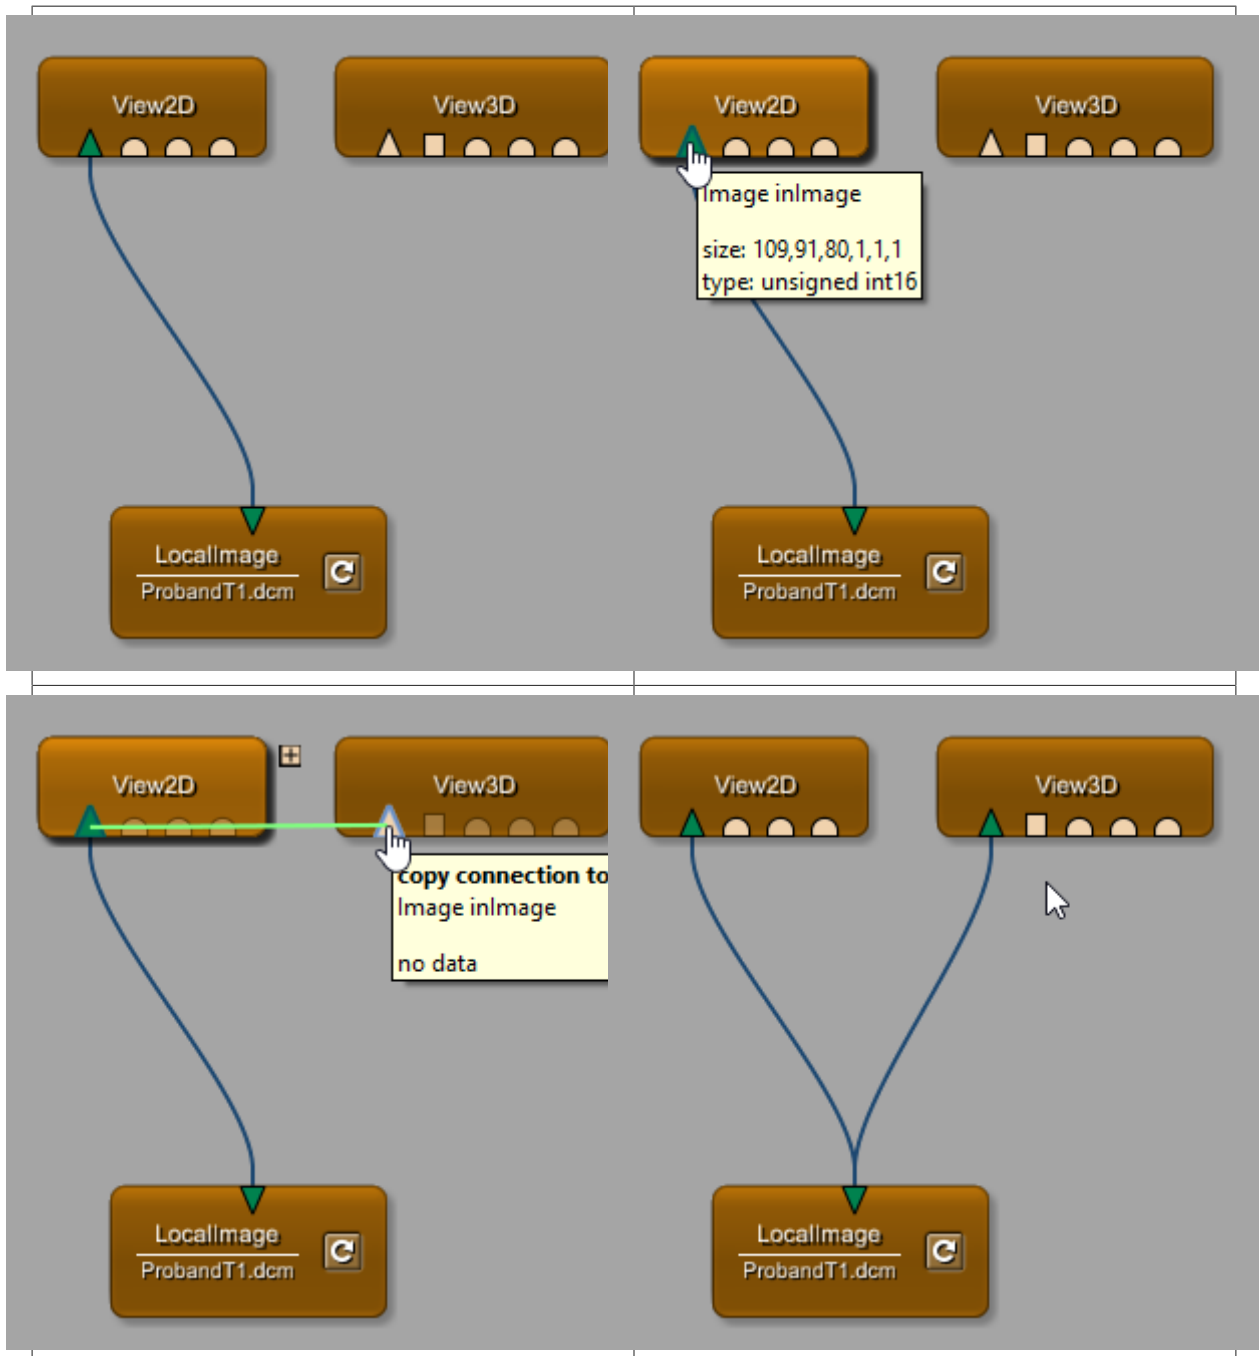 View2D
View3D
LocalImage
ProbandT1.dcm
View2D
View3D
Image inImage
size: 109,91,80,1,1,1
type: unsigned int16
LocalImage
ProbandT1.dcm
View2D
View3D
copy connection to
Image inImage
no data
LocalImage
ProbandT1.dcm
View2D
View3D
LocalImage
ProbandT1.dcm